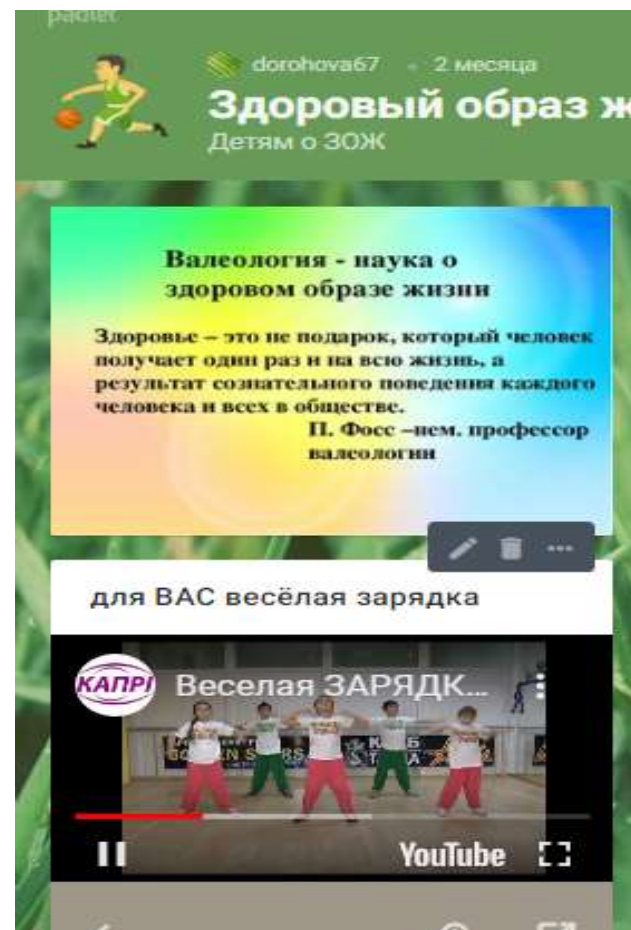 padlet
dorohova67 • 2 месяца
Здоровый образ ж
Детям о ЗОЖ
Валеология - наука о
здоровом образе жизни
Здоровье – это не подарок, который человек
получает один раз и на всю жизнь, а
результат сознательного поведения каждого
человека и всех в обществе.
П. Фосс –нем. профессор
валеологии
для ВАС весёлая зарядка
КАПРІ
Веселая ЗАРЯДК...
YouTube